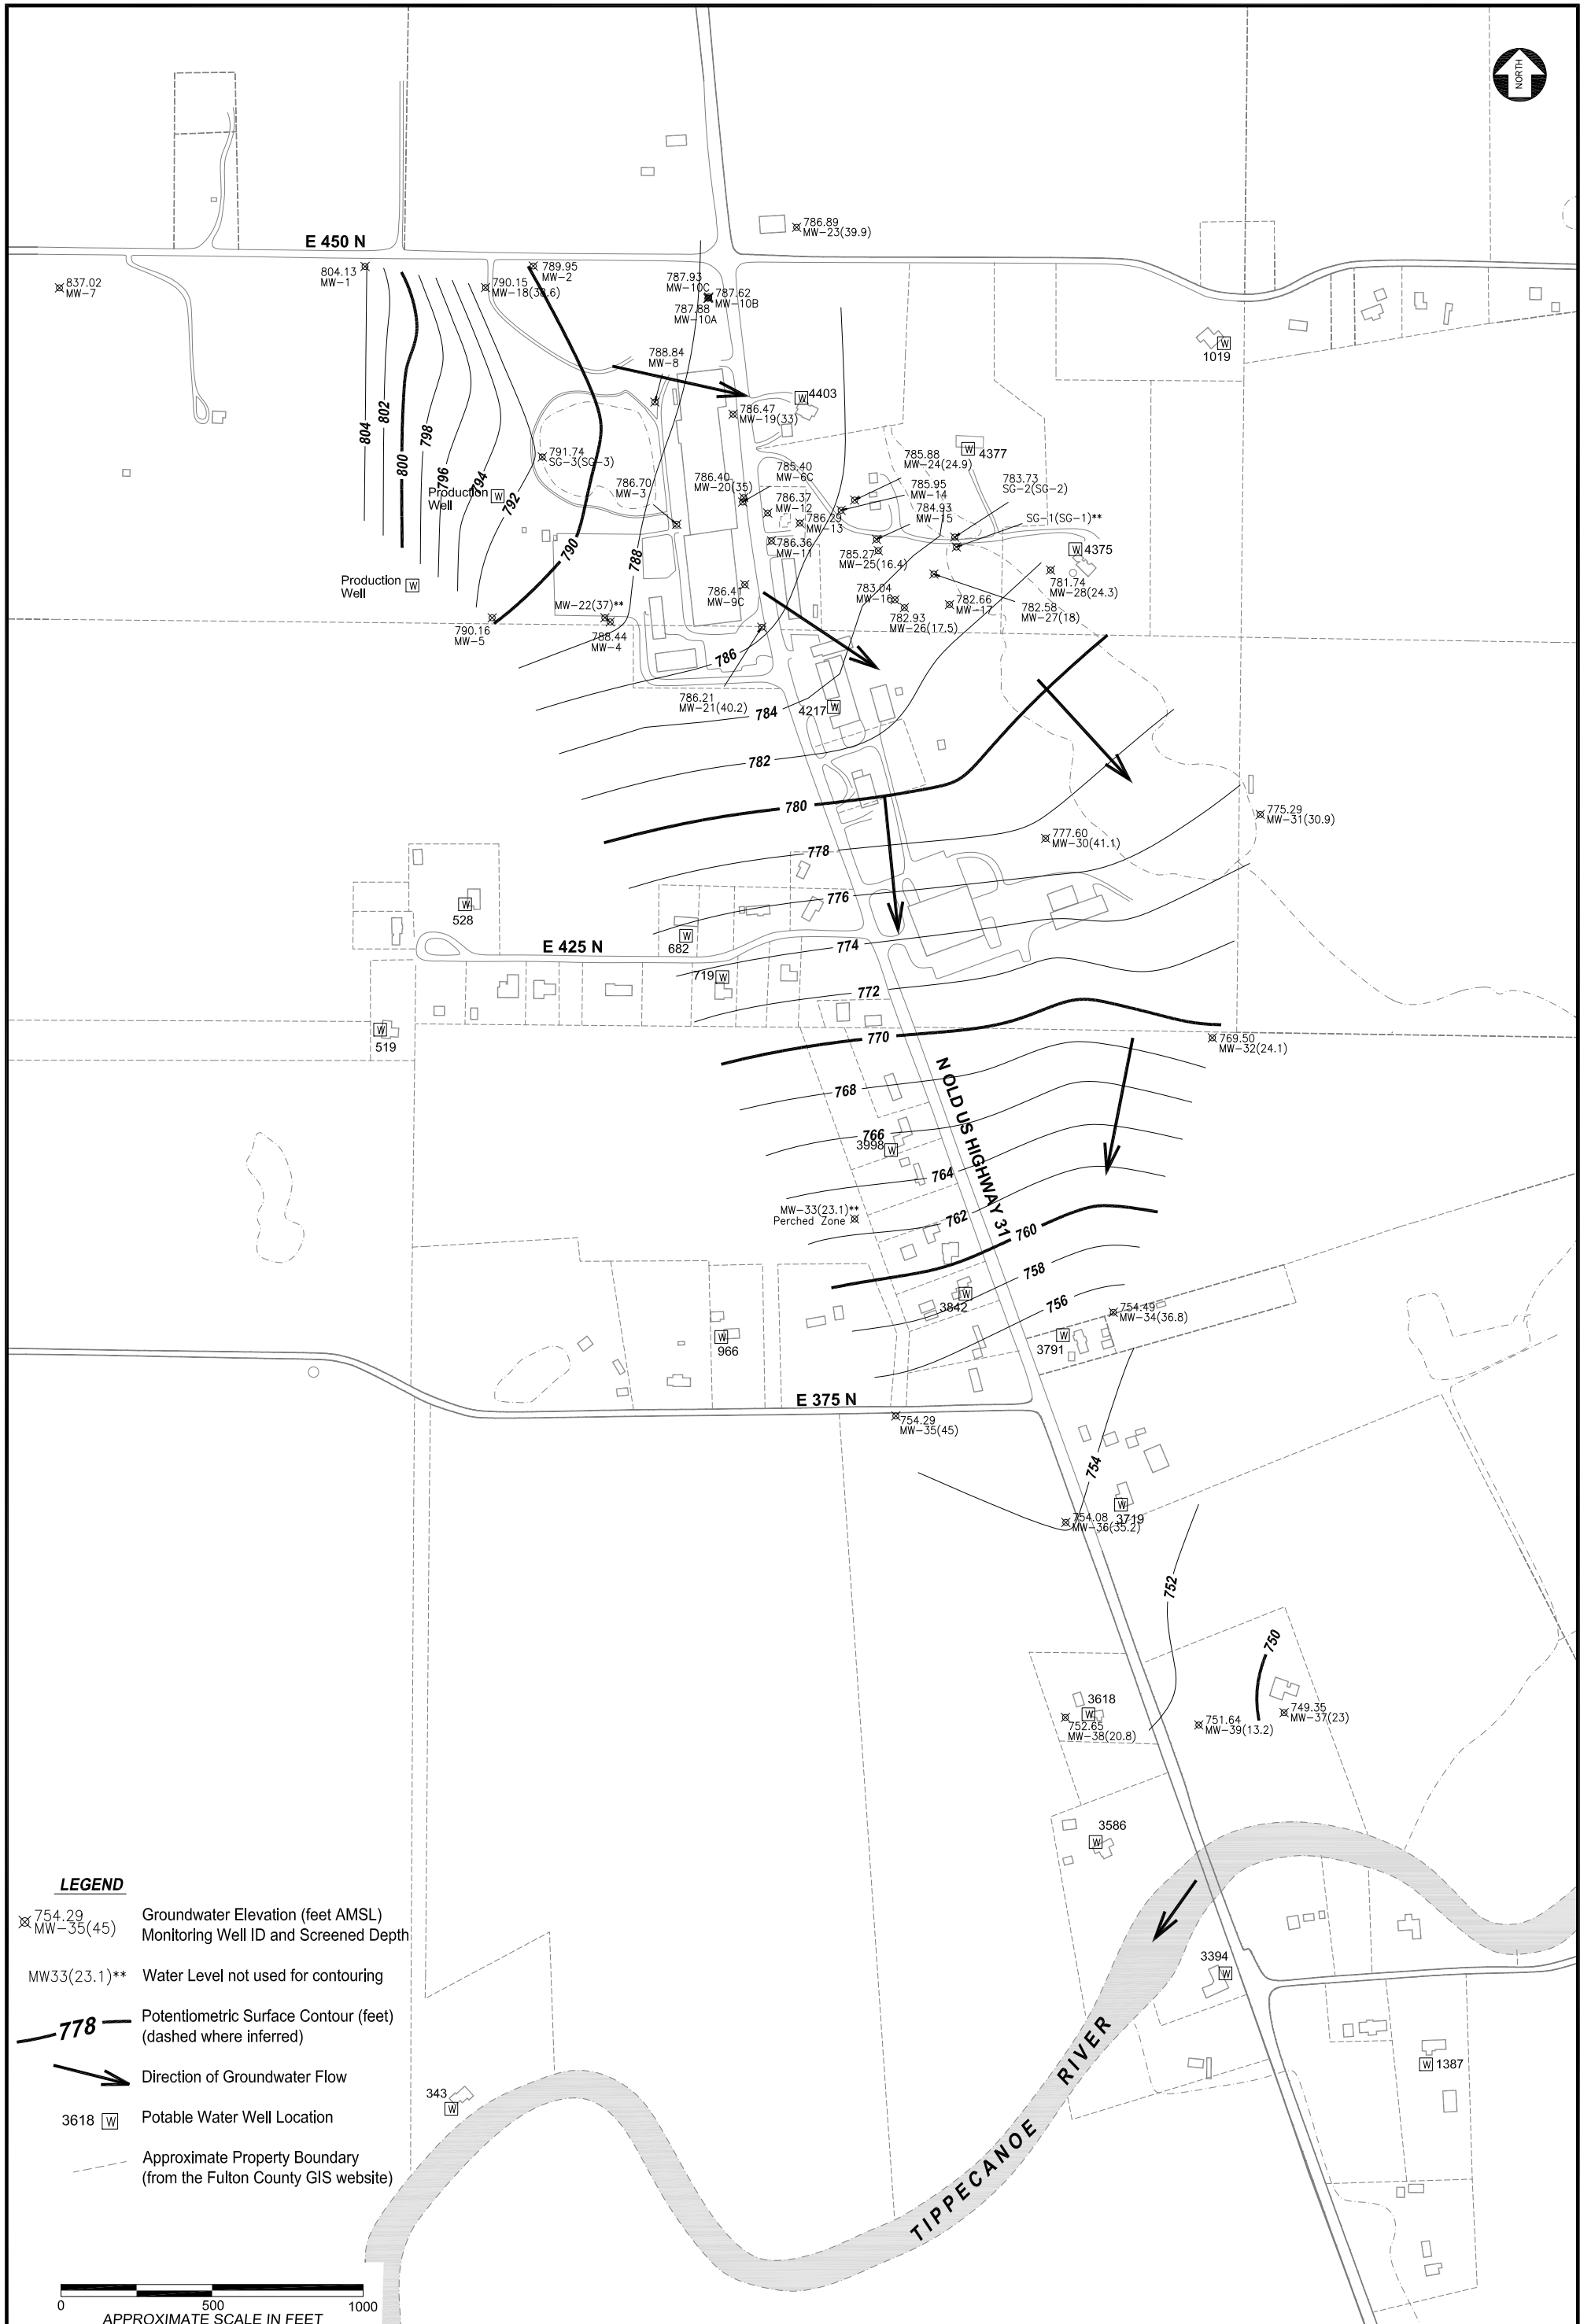 NORTH
786.89
MW-23(39.9)
E 450 N
804.13
MW-1
837.02
MW-7
789.95
MW-2
790.15
MW-18(38.6)
787.93
MW-10C
787.62
MW-10B
787.88
MW-10A
1019
788.84
MW-8
4403
786.47
MW-19(33)
804
802
800
798
796
794
792
791.74
SG-3(SG-3)
Production
Well
786.70
MW-3
786.40
MW-20(35)
785.40
MW-6C
786.37
MW-12
786.29
MW-13
786.36
MW-11
785.88
MW-24(24.9)
785.95
MW-14
784.93
MW-15
4377
783.73
SG-2(SG-2)
SG-1(SG-1)**
4375
785.27
MW-25(16.4)
781.74
MW-28(24.3)
790
788
Production
Well
786.41
MW-9C
783.04
MW-16
782.93
MW-26(17.5)
782.66
MW-17
782.58
MW-27(18)
MW-22(37)**
790.16
MW-5
788.44
MW-4
786
786.21
MW-21(40.2)
784
4217
782
780
775.29
MW-31(30.9)
777.60
MW-30(41.1)
778
776
528
682
E 425 N
774
719
772
519
770
769.50
MW-32(24.1)
N OLD US HIGHWAY 31
768
766
3998
764
MW-33(23.1)**
Perched Zone
762
760
758
3842
756
754.49
MW-34(36.8)
3791
966
E 375 N
754.29
MW-35(45)
754
754.08
MW-36(35.2)
3719
752
750
3618
752.65
MW-38(20.8)
751.64
MW-39(13.2)
749.35
MW-37(23)
3586
3394
1387
343
TIPPECANOE RIVER
LEGEND
754.29
MW-35(45)
Groundwater Elevation (feet AMSL)
Monitoring Well ID and Screened Depth
MW33(23.1)** Water Level not used for contouring
778
Potentiometric Surface Contour (feet)
(dashed where inferred)
Direction of Groundwater Flow
3618 W Potable Water Well Location
Approximate Property Boundary
(from the Fulton County GIS website)
0 500 1000
APPROXIMATE SCALE IN FEET